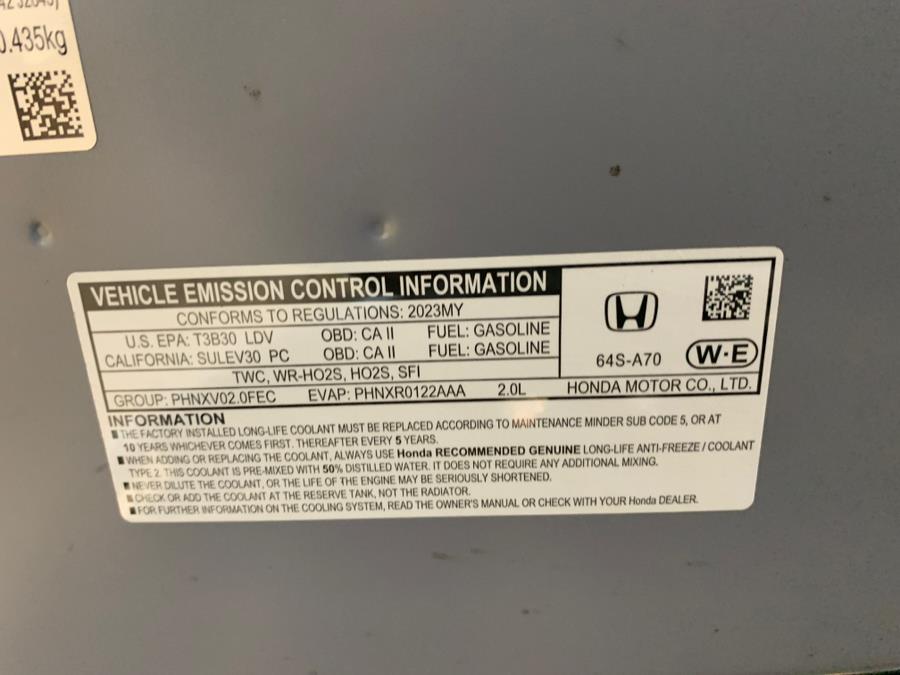 0.435kg
VEHICLE EMISSION CONTROL INFORMATION
CONFORMS TO REGULATIONS: 2023MY
U.S. EPA: T3B30 LDV OBD: CA II FUEL: GASOLINE
CALIFORNIA: SULEV30 PC OBD: CA II FUEL: GASOLINE
TWC, WR-HO2S, HO2S, SFI
GROUP: PHNXV02.0FEC EVAP: PHNXR0122AAA 2.0L
64S-A70 W·E
HONDA MOTOR CO., LTD.
INFORMATION
■ THE FACTORY INSTALLED LONG-LIFE COOLANT MUST BE REPLACED ACCORDING TO MAINTENANCE MINDER SUB CODE 5, OR AT
10 YEARS WHICHEVER COMES FIRST. THEREAFTER EVERY 5 YEARS.
■ WHEN ADDING OR REPLACING THE COOLANT, ALWAYS USE Honda RECOMMENDED GENUINE LONG-LIFE ANTI-FREEZE / COOLANT
TYPE 2. THIS COOLANT IS PRE-MIXED WITH 50% DISTILLED WATER. IT DOES NOT REQUIRE ANY ADDITIONAL MIXING.
■ NEVER DILUTE THE COOLANT, OR THE LIFE OF THE ENGINE MAY BE SERIOUSLY SHORTENED.
■ CHECK OR ADD THE COOLANT AT THE RESERVE TANK, NOT THE RADIATOR.
■ FOR FURTHER INFORMATION ON THE COOLING SYSTEM, READ THE OWNER'S MANUAL OR CHECK WITH YOUR Honda DEALER.